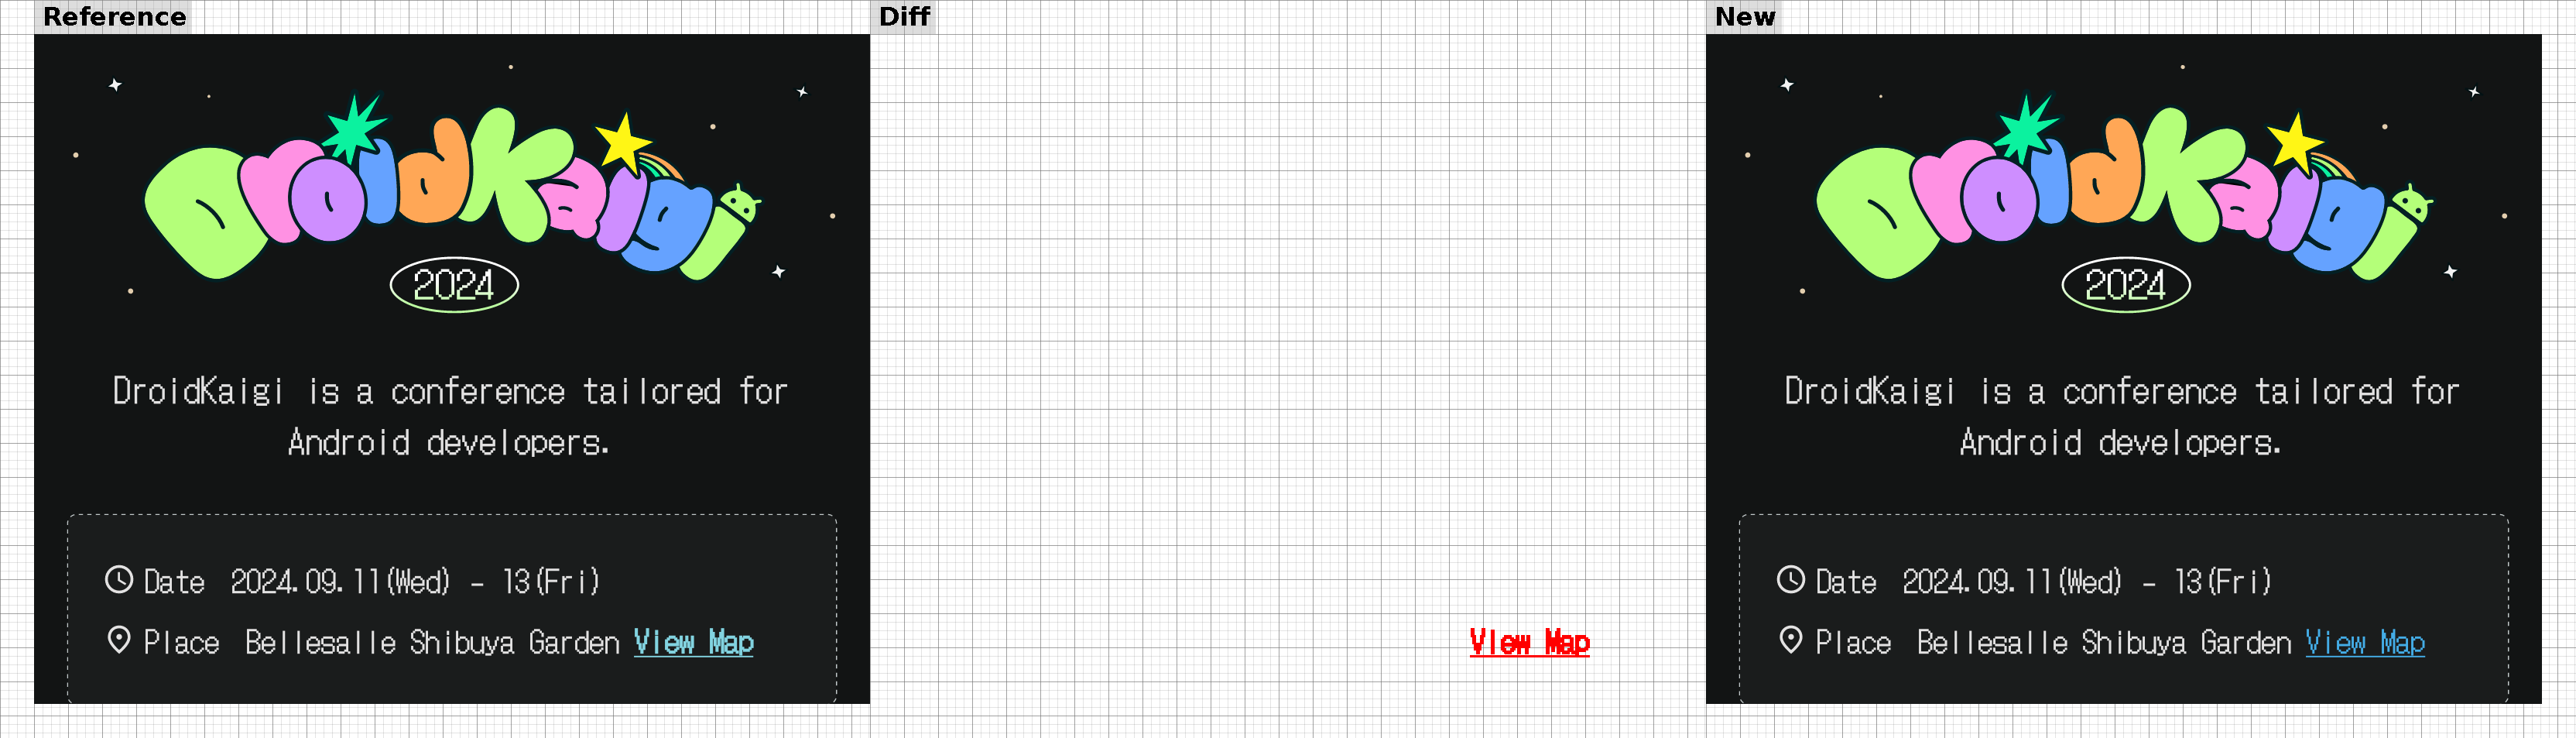 Reference
DroidKaigi
2024
DroidKaigi is a conference tailored for
Android developers.
Date 2024.09.11(Wed) - 13(Fri)
Place Bellesalle Shibuya Garden View Map
Diff
View Map
New
DroidKaigi
2024
DroidKaigi is a conference tailored for
Android developers.
Date 2024.09.11(Wed) - 13(Fri)
Place Bellesalle Shibuya Garden View Map